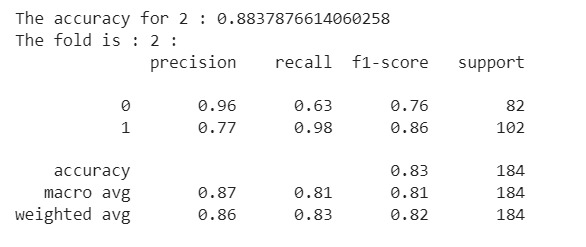 The accuracy for 2 : 0.8837876614060258
The fold is : 2 :
precision recall f1-score support
0 0.96 0.63 0.76 82
1 0.77 0.98 0.86 102
accuracy 0.83 184
macro avg 0.87 0.81 0.81 184
weighted avg 0.86 0.83 0.82 184